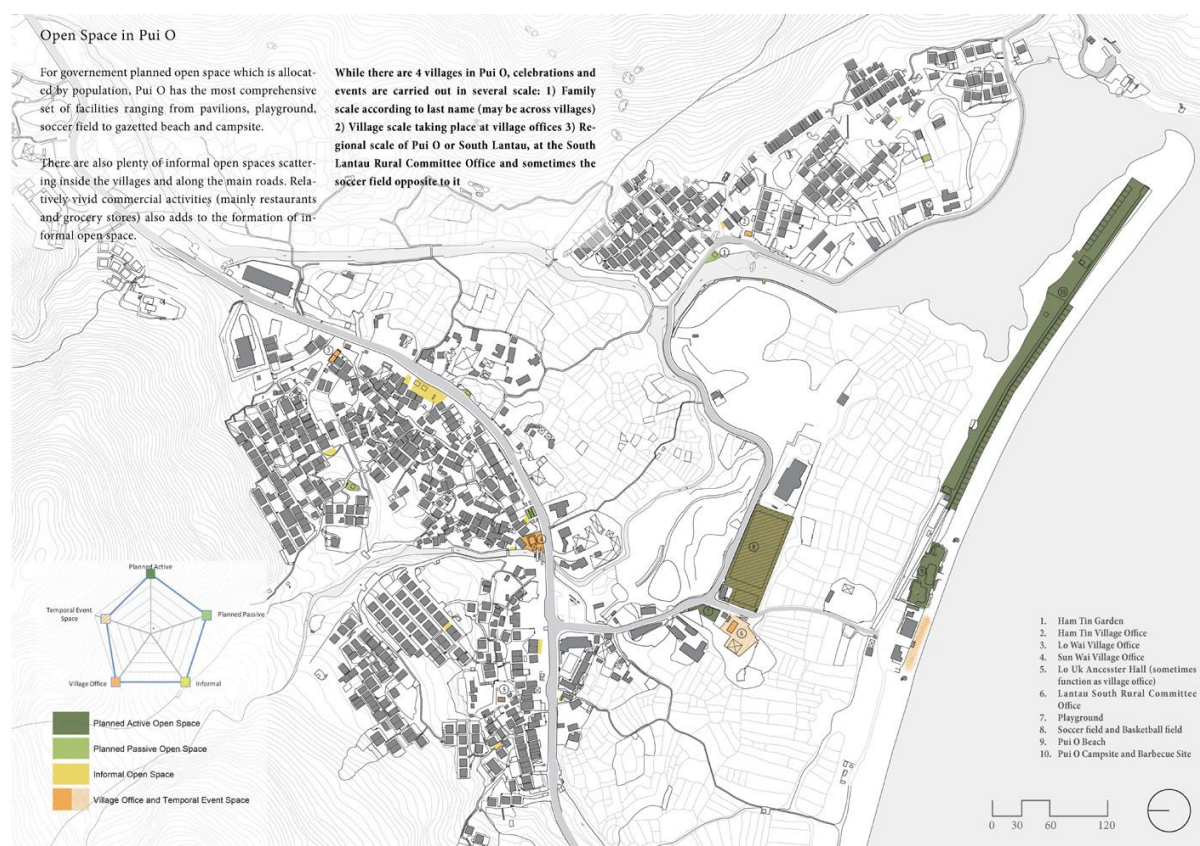 Open Space in Pui O
For governement planned open space which is allocat-
ed by population, Pui O has the most comprehensive
set of facilities ranging from pavilions, playground,
soccer field to gazetted beach and campsite.
There are also plenty of informal open spaces scatter-
ing inside the villages and along the main roads. Rela-
tively vivid commercial activities (mainly restaurants
and grocery stores) also adds to the formation of in-
formal open space.
While there are 4 villages in Pui O, celebrations and
events are carried out in several scale: 1) Family
scale according to last name (may be across villages)
2) Village scale taking place at village offices 3) Re-
gional scale of Pui O or South Lantau, at the South
Lantau Rural Committee Office and sometimes the
soccer field opposite to it
Planned Active
Planned Passive
Informal
Village Office
Temporal Event
Space
Planned Active Open Space
Planned Passive Open Space
Informal Open Space
Village Office and Temporal Event Space
1. Ham Tin Garden
2. Ham Tin Village Office
3. Lo Wai Village Office
4. Sun Wai Village Office
5. Lo Uk Ancester Hall (sometimes
function as village office)
6. Lantau South Rural Committee
Office
7. Playground
8. Soccer field and Basketball field
9. Pui O Beach
10. Pui O Campsite and Barbecue Site
0 30 60 120